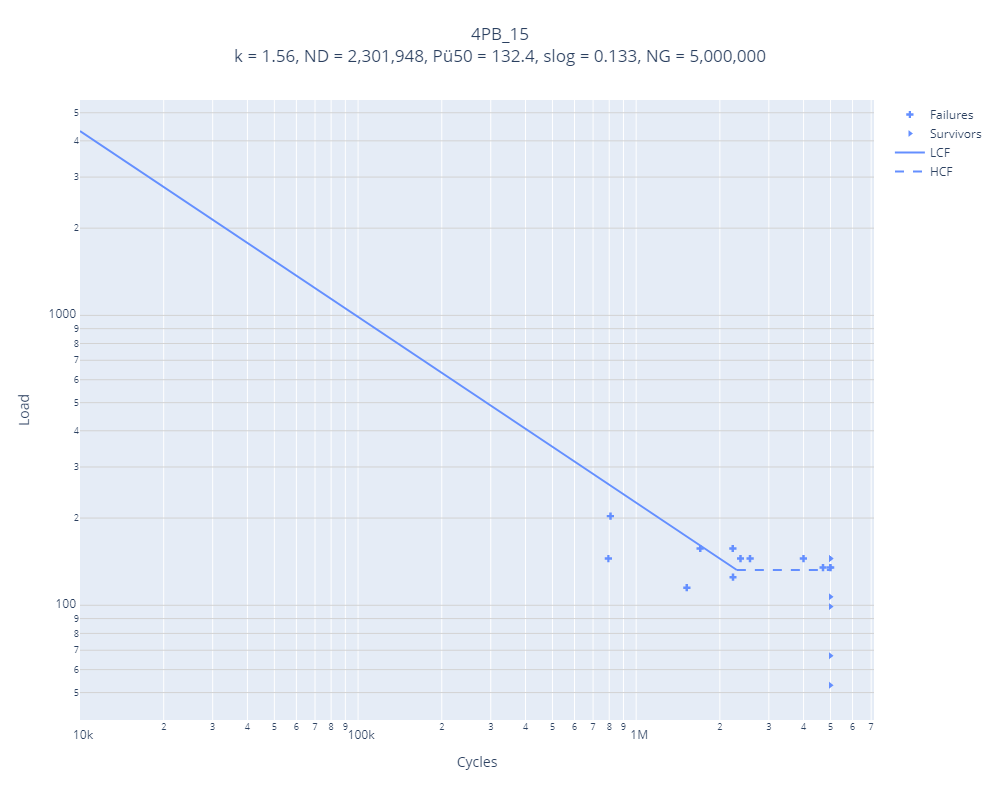 4PB_15
k = 1.56, ND = 2,301,948, Pü50 = 132.4, slog = 0.133, NG = 5,000,000
Failures
Survivors
LCF
HCF
5
4
3
2
1000
9
8
7
6
5
4
3
2
100
9
8
7
6
5
Load
10k 2 3 4 5 6 7 8 9 100k 2 3 4 5 6 7 8 9 1M 2 3 4 5 6 7
Cycles